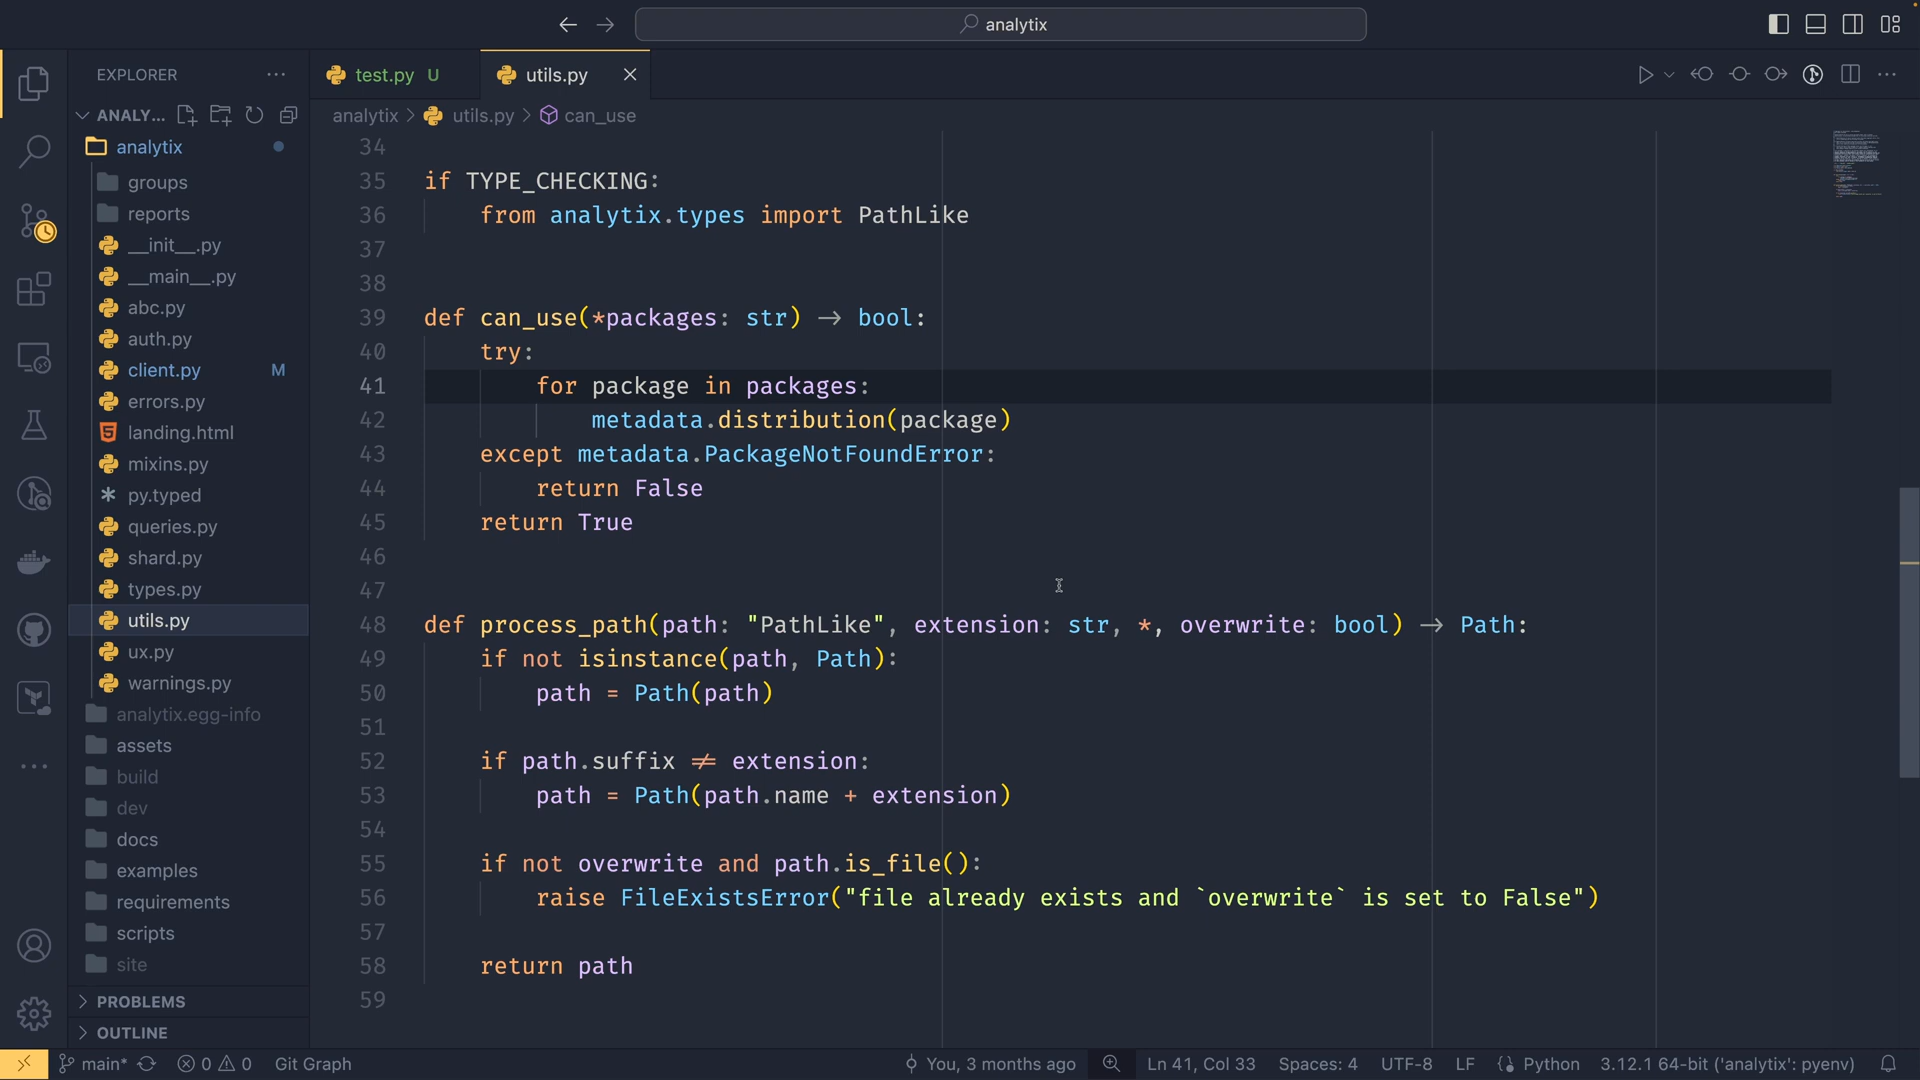 analytix
EXPLORER
ANALY...
analytix
groups
reports
__init__.py
__main__.py
abc.py
auth.py
client.py M
errors.py
landing.html
mixins.py
py.typed
queries.py
shard.py
types.py
utils.py
ux.py
warnings.py
analytix.egg-info
assets
build
dev
docs
examples
requirements
scripts
site
PROBLEMS
OUTLINE
test.py U
utils.py
analytix > utils.py > can_use
34
35 if TYPE_CHECKING:
36     from analytix.types import PathLike
37
38
39 def can_use(*packages: str) → bool:
40     try:
41         for package in packages:
42             metadata.distribution(package)
43     except metadata.PackageNotFoundError:
44         return False
45     return True
46
47
48 def process_path(path: "PathLike", extension: str, *, overwrite: bool) → Path:
49     if not isinstance(path, Path):
50         path = Path(path)
51
52     if path.suffix ≠ extension:
53         path = Path(path.name + extension)
54
55     if not overwrite and path.is_file():
56         raise FileExistsError("file already exists and `overwrite` is set to False")
57
58     return path
59
main* 0 0 Git Graph You, 3 months ago Ln 41, Col 33 Spaces: 4 UTF-8 LF Python 3.12.1 64-bit ('analytix': pyenv)